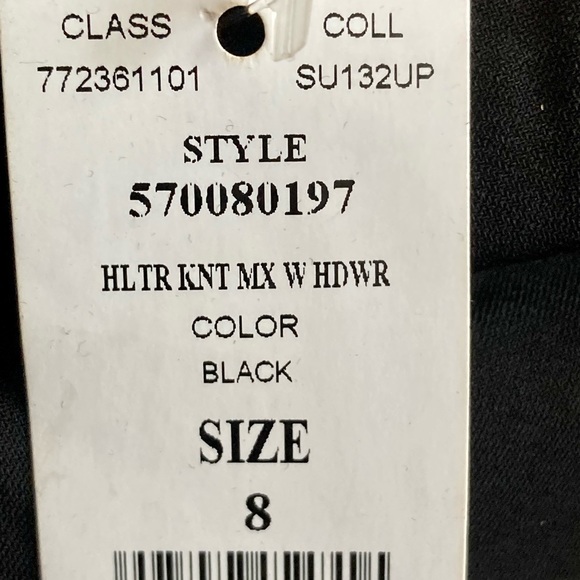 CLASS COLL
772361101 SU132UP
STYLE
570080197
HLTR KNT MX W HDWR
COLOR
BLACK
SIZE
8